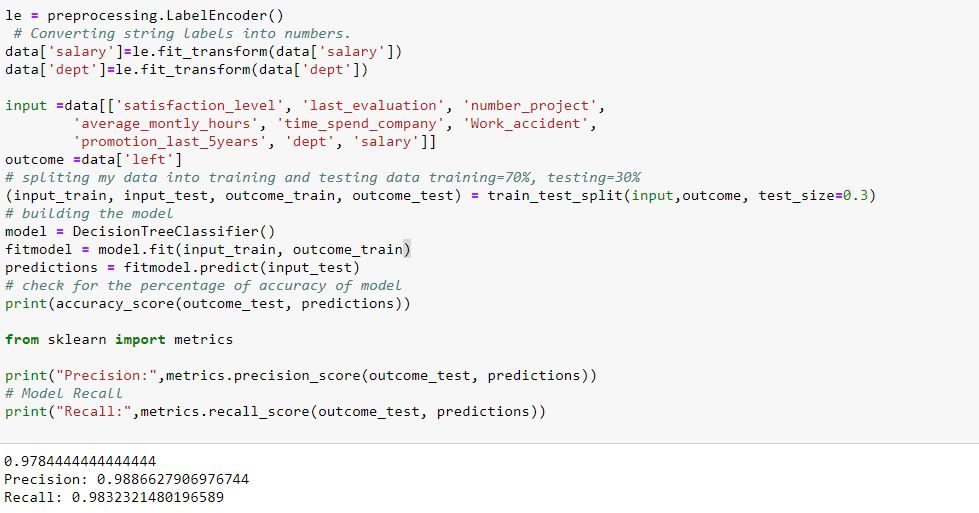 le = preprocessing.LabelEncoder()
# Converting string labels into numbers.
data['salary']=le.fit_transform(data['salary'])
data['dept']=le.fit_transform(data['dept'])
input =data[['satisfaction_level', 'last_evaluation', 'number_project',
'average_montly_hours', 'time_spend_company', 'Work_accident',
'promotion_last_5years', 'dept', 'salary']]
outcome =data['left']
# spliting my data into training and testing data training=70%, testing=30%
(input_train, input_test, outcome_train, outcome_test) = train_test_split(input,outcome, test_size=0.3)
# building the model
model = DecisionTreeClassifier()
fitmodel = model.fit(input_train, outcome_train)
predictions = fitmodel.predict(input_test)
# check for the percentage of accuracy of model
print(accuracy_score(outcome_test, predictions))
from sklearn import metrics
print("Precision:",metrics.precision_score(outcome_test, predictions))
# Model Recall
print("Recall:",metrics.recall_score(outcome_test, predictions))
0.9784444444444444
Precision: 0.9886627906976744
Recall: 0.9832321480196589